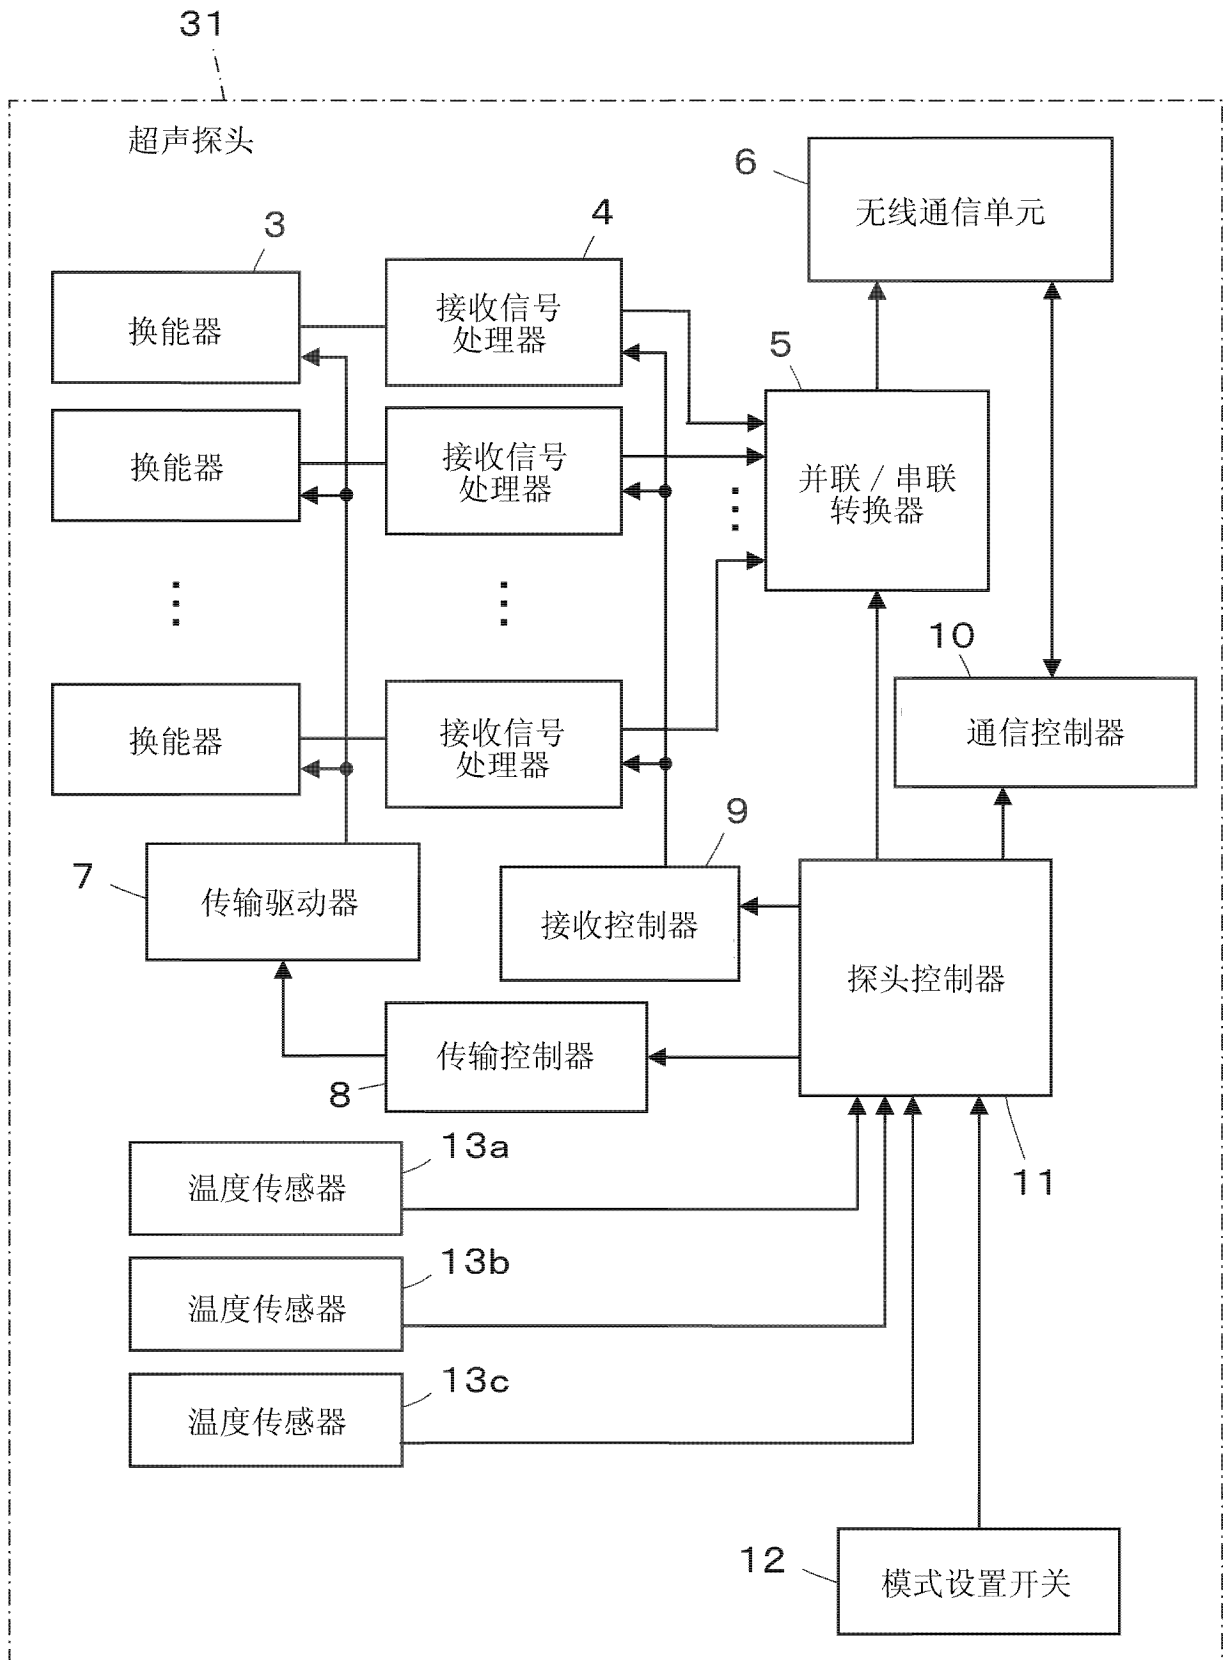 31
超声探头
6
无线通信单元
3
4
换能器
接收信号
处理器
5
换能器
接收信号
处理器
并联／串联
转换器
10
换能器
接收信号
处理器
通信控制器
9
7
传输驱动器
接收控制器
探头控制器
传输控制器
8
11
13a
温度传感器
13b
温度传感器
13c
温度传感器
12
模式设置开关